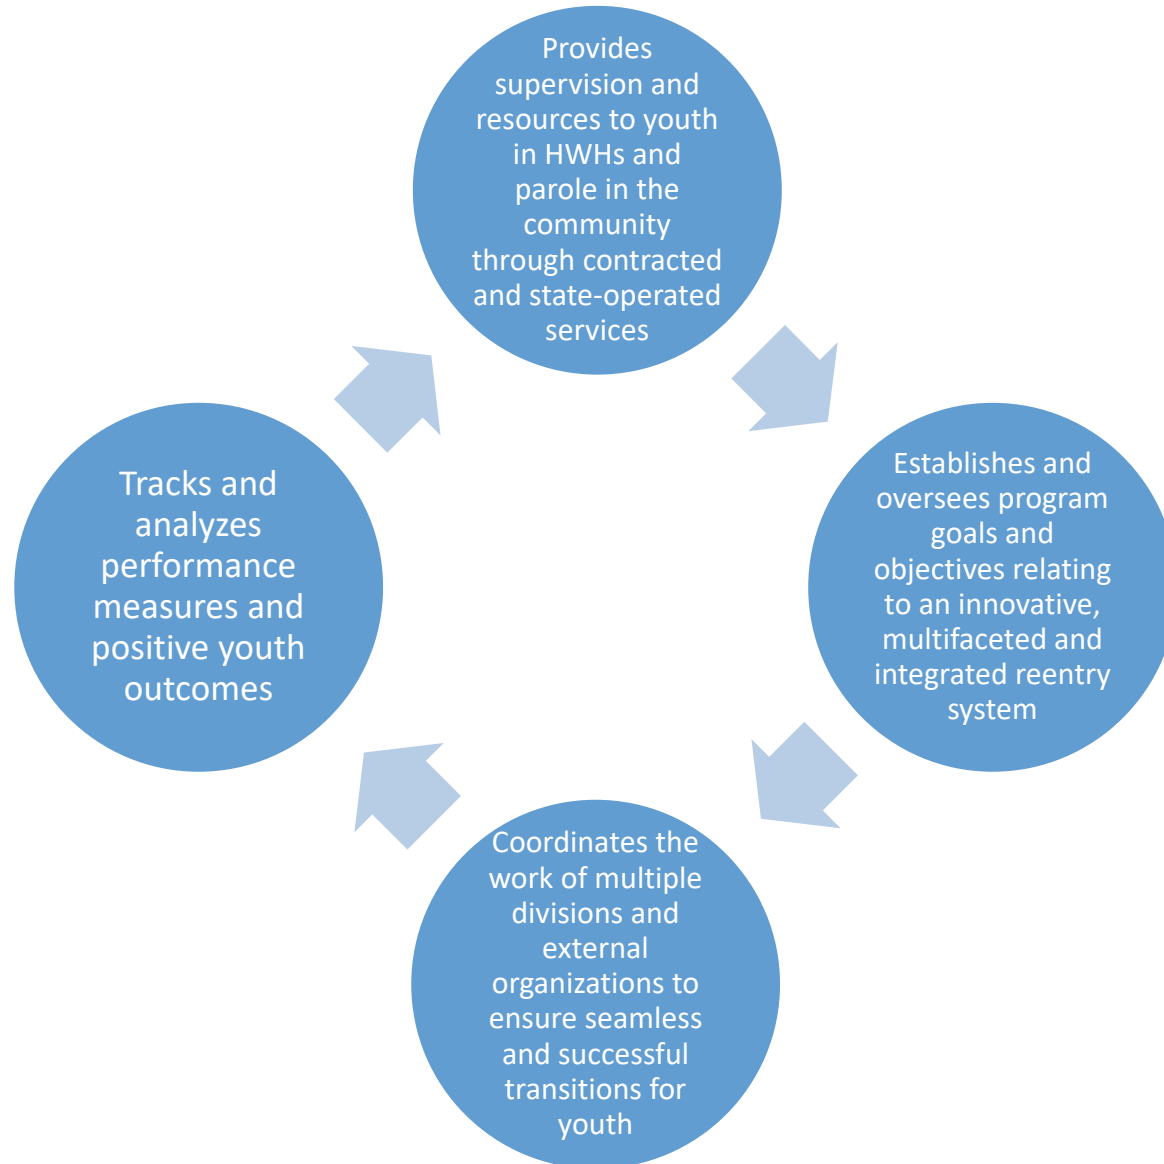 Provides
supervision and
resources to youth
in HWHs and
parole in the
community
through contracted
and state-operated
services
Establishes and
oversees program
goals and
objectives relating
to an innovative,
multifaceted and
integrated reentry
system
Coordinates the
work of multiple
divisions and
external
organizations to
ensure seamless
and successful
transitions for
youth
Tracks and
analyzes
performance
measures and
positive youth
outcomes